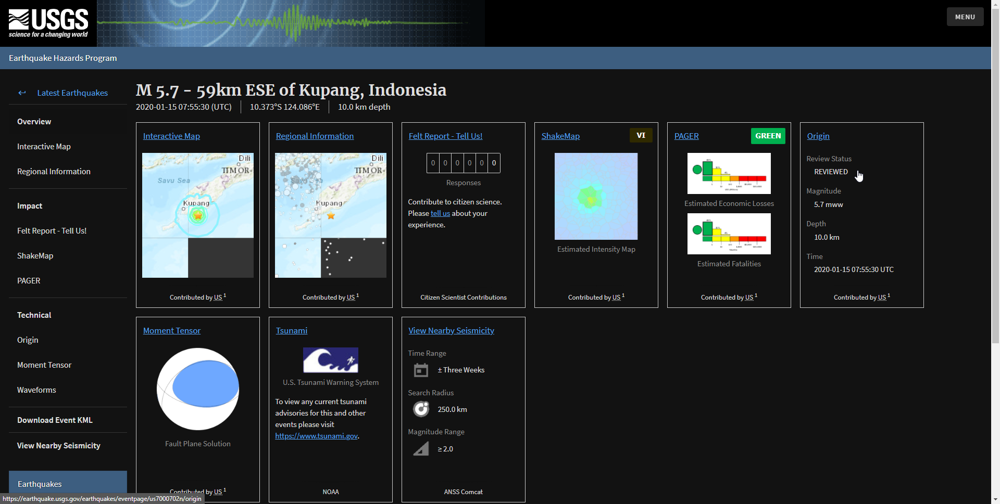 USGS
science for a changing world
MENU
Earthquake Hazards Program
Latest Earthquakes
Overview
Interactive Map
Regional Information
Impact
Felt Report - Tell Us!
ShakeMap
PAGER
Technical
Origin
Moment Tensor
Waveforms
Download Event KML
View Nearby Seismicity
Earthquakes
https://earthquake.usgs.gov/earthquakes/eventpage/us7000702n/origin
M 5.7 - 59km ESE of Kupang, Indonesia
2020-01-15 07:55:30 (UTC)
10.373°S 124.086°E
10.0 km depth
Interactive Map
Dili
TIMOR-
Savu Sea
Kupang
Contributed by US 1
Regional Information
Dili
TIMOR-
Savu Sea
Kupang
Contributed by US 1
Felt Report - Tell Us!
0 0 0 0 0 0
Responses
Contribute to citizen science.
Please tell us about your
experience.
Citizen Scientist Contributions
ShakeMap
VI
Estimated Intensity Map
Contributed by US 1
PAGER
GREEN
Estimated Economic Losses
Estimated Fatalities
Contributed by US 1
Origin
Review Status
REVIEWED
Magnitude
5.7 mww
Depth
10.0 km
Time
2020-01-15 07:55:30 UTC
Contributed by US 1
Moment Tensor
Fault Plane Solution
Contributed by US 1
Tsunami
U.S. Tsunami Warning System
To view any current tsunami
advisories for this and other
events please visit
https://www.tsunami.gov.
NOAA
View Nearby Seismicity
Time Range
± Three Weeks
Search Radius
250.0 km
Magnitude Range
≥ 2.0
ANSS Comcat